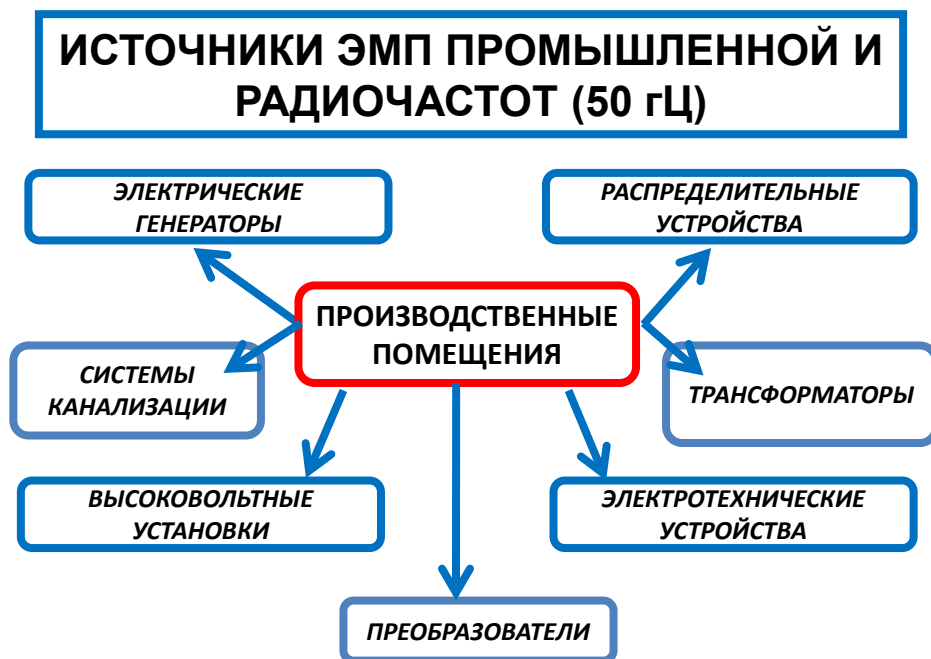 ИСТОЧНИКИ ЭМП ПРОМЫШЛЕННОЙ И
РАДИОЧАСТОТ (50 гЦ)
ЭЛЕКТРИЧЕСКИЕ
ГЕНЕРАТОРЫ
РАСПРЕДЕЛИТЕЛЬНЫЕ
УСТРОЙСТВА
ПРОИЗВОДСТВЕННЫЕ
ПОМЕЩЕНИЯ
СИСТЕМЫ
КАНАЛИЗАЦИИ
ТРАНСФОРМАТОРЫ
ВЫСОКОВОЛЬТНЫЕ
УСТАНОВКИ
ЭЛЕКТРОТЕХНИЧЕСКИЕ
УСТРОЙСТВА
ПРЕОБРАЗОВАТЕЛИ